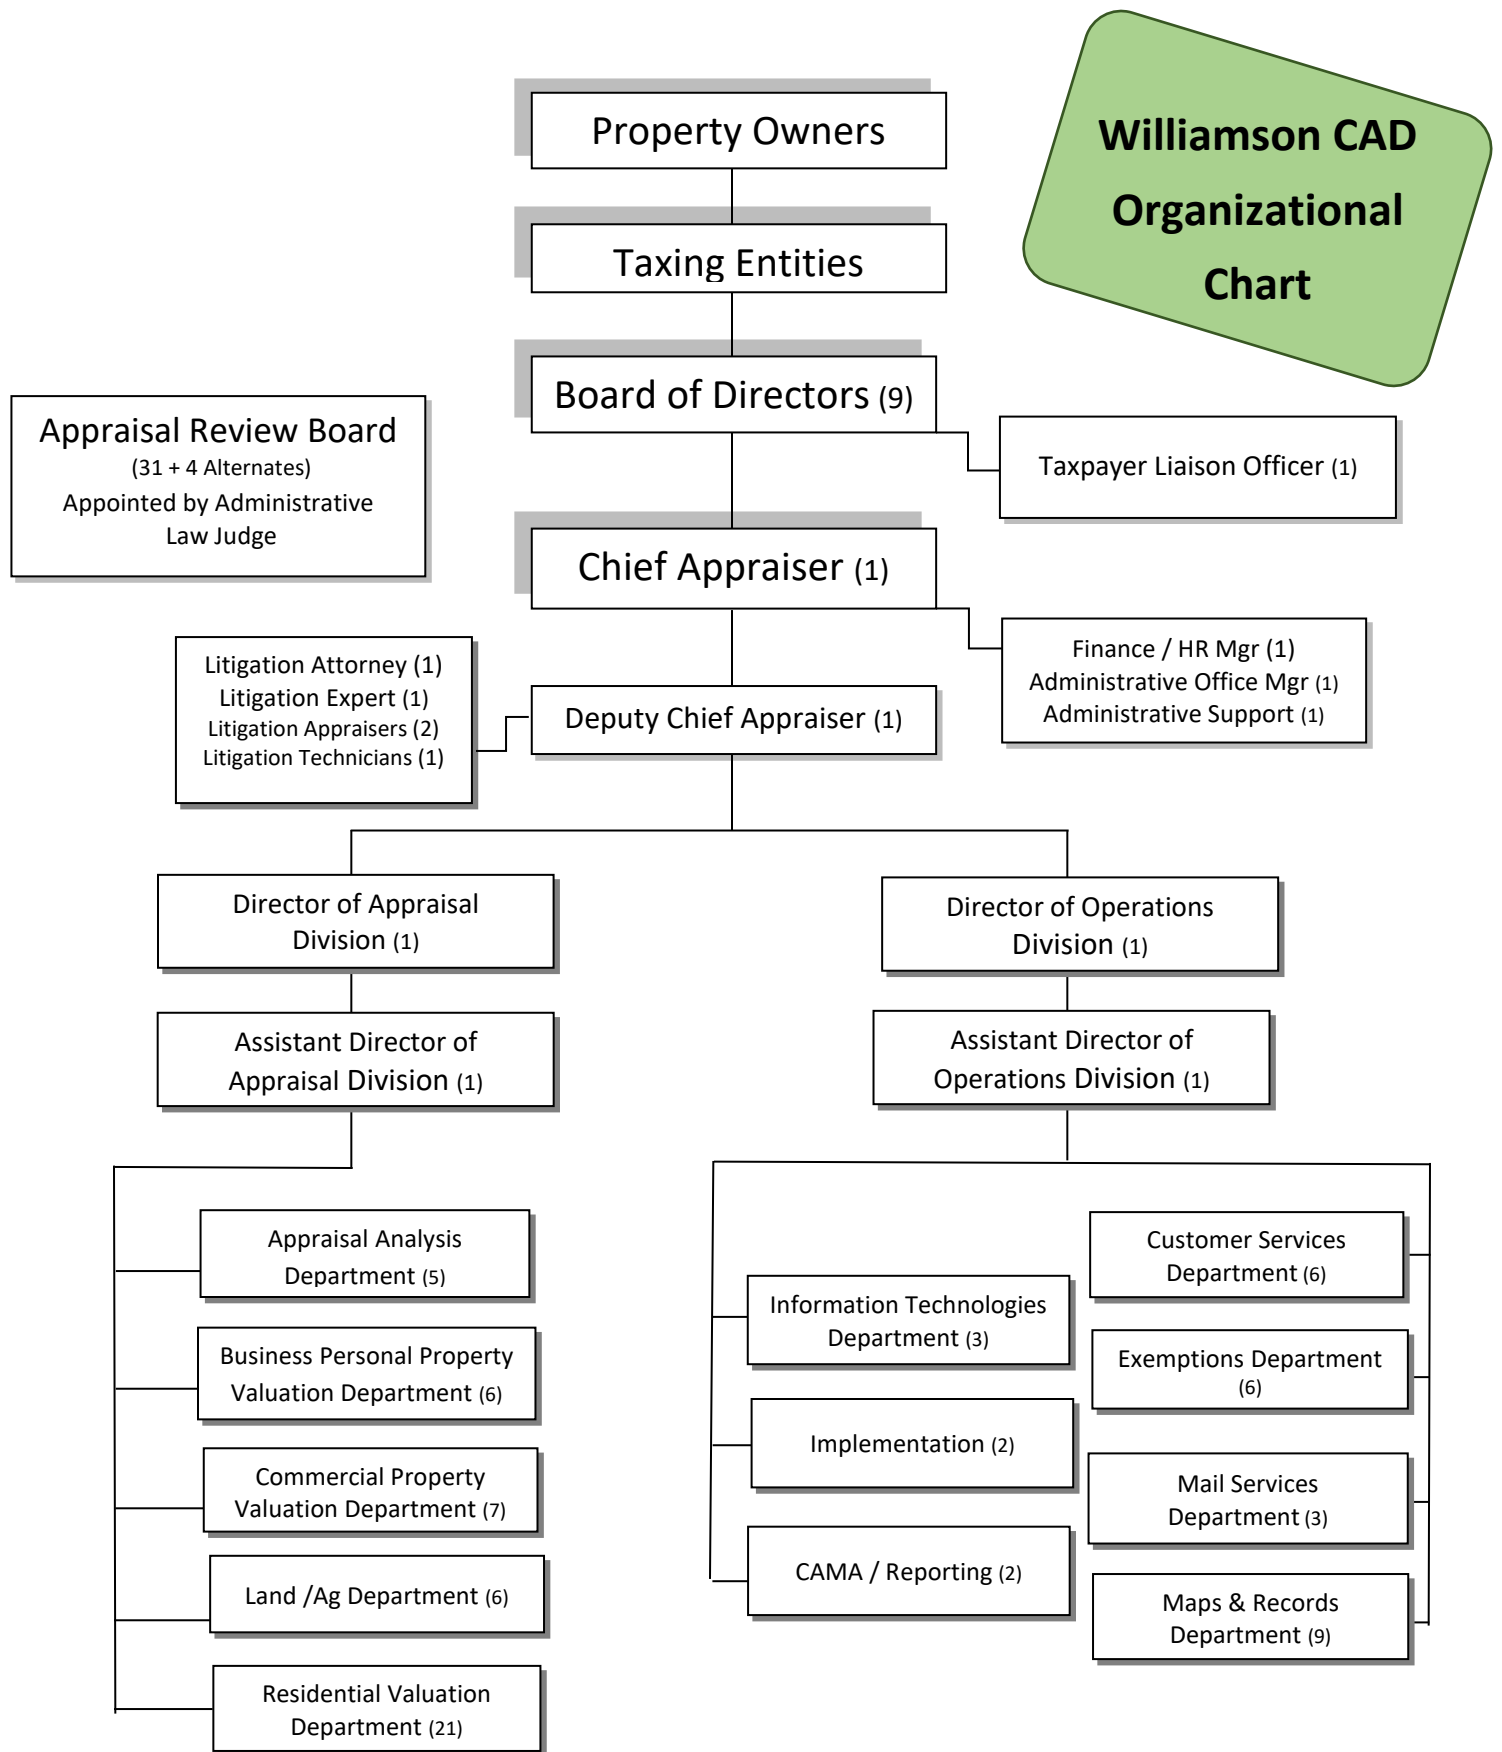 Williamson CAD
Organizational
Chart
Property Owners
Taxing Entities
Board of Directors (9)
Appraisal Review Board
(31 + 4 Alternates)
Appointed by Administrative
Law Judge
Taxpayer Liaison Officer (1)
Chief Appraiser (1)
Litigation Attorney (1)
Litigation Expert (1)
Litigation Appraisers (2)
Litigation Technicians (1)
Finance / HR Mgr (1)
Administrative Office Mgr (1)
Administrative Support (1)
Deputy Chief Appraiser (1)
Director of Appraisal
Division (1)
Director of Operations
Division (1)
Assistant Director of
Appraisal Division (1)
Assistant Director of
Operations Division (1)
Appraisal Analysis
Department (5)
Business Personal Property
Valuation Department (6)
Commercial Property
Valuation Department (7)
Land /Ag Department (6)
Residential Valuation
Department (21)
Information Technologies
Department (3)
Implementation (2)
CAMA / Reporting (2)
Customer Services
Department (6)
Exemptions Department
(6)
Mail Services
Department (3)
Maps & Records
Department (9)